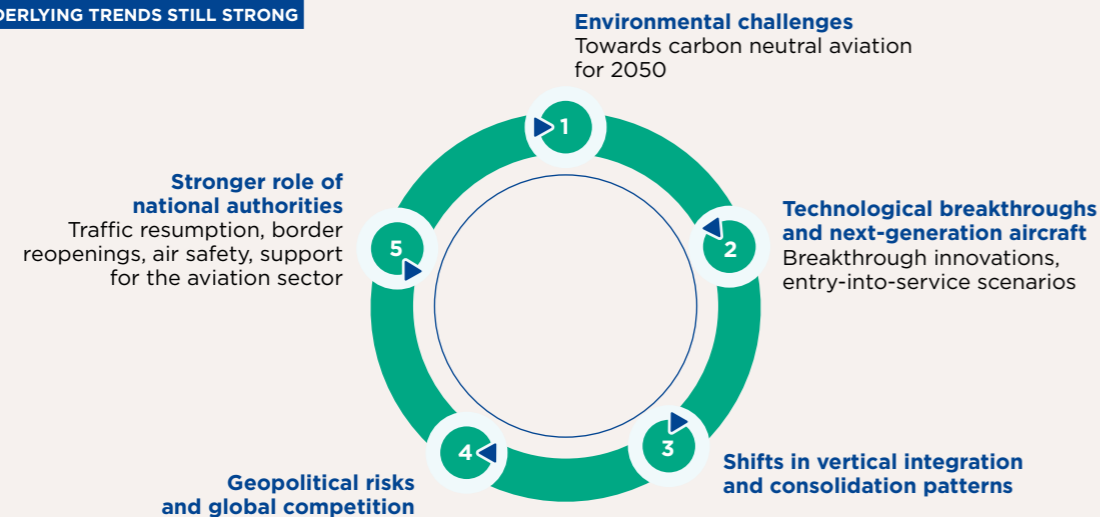 DERLYING TRENDS STILL STRONG
Environmental challenges
Towards carbon neutral aviation
for 2050
1
Technological breakthroughs
and next-generation aircraft
Breakthrough innovations,
entry-into-service scenarios
2
Shifts in vertical integration
and consolidation patterns
3
Geopolitical risks
and global competition
4
Stronger role of
national authorities
Traffic resumption, border
reopenings, air safety, support
for the aviation sector
5